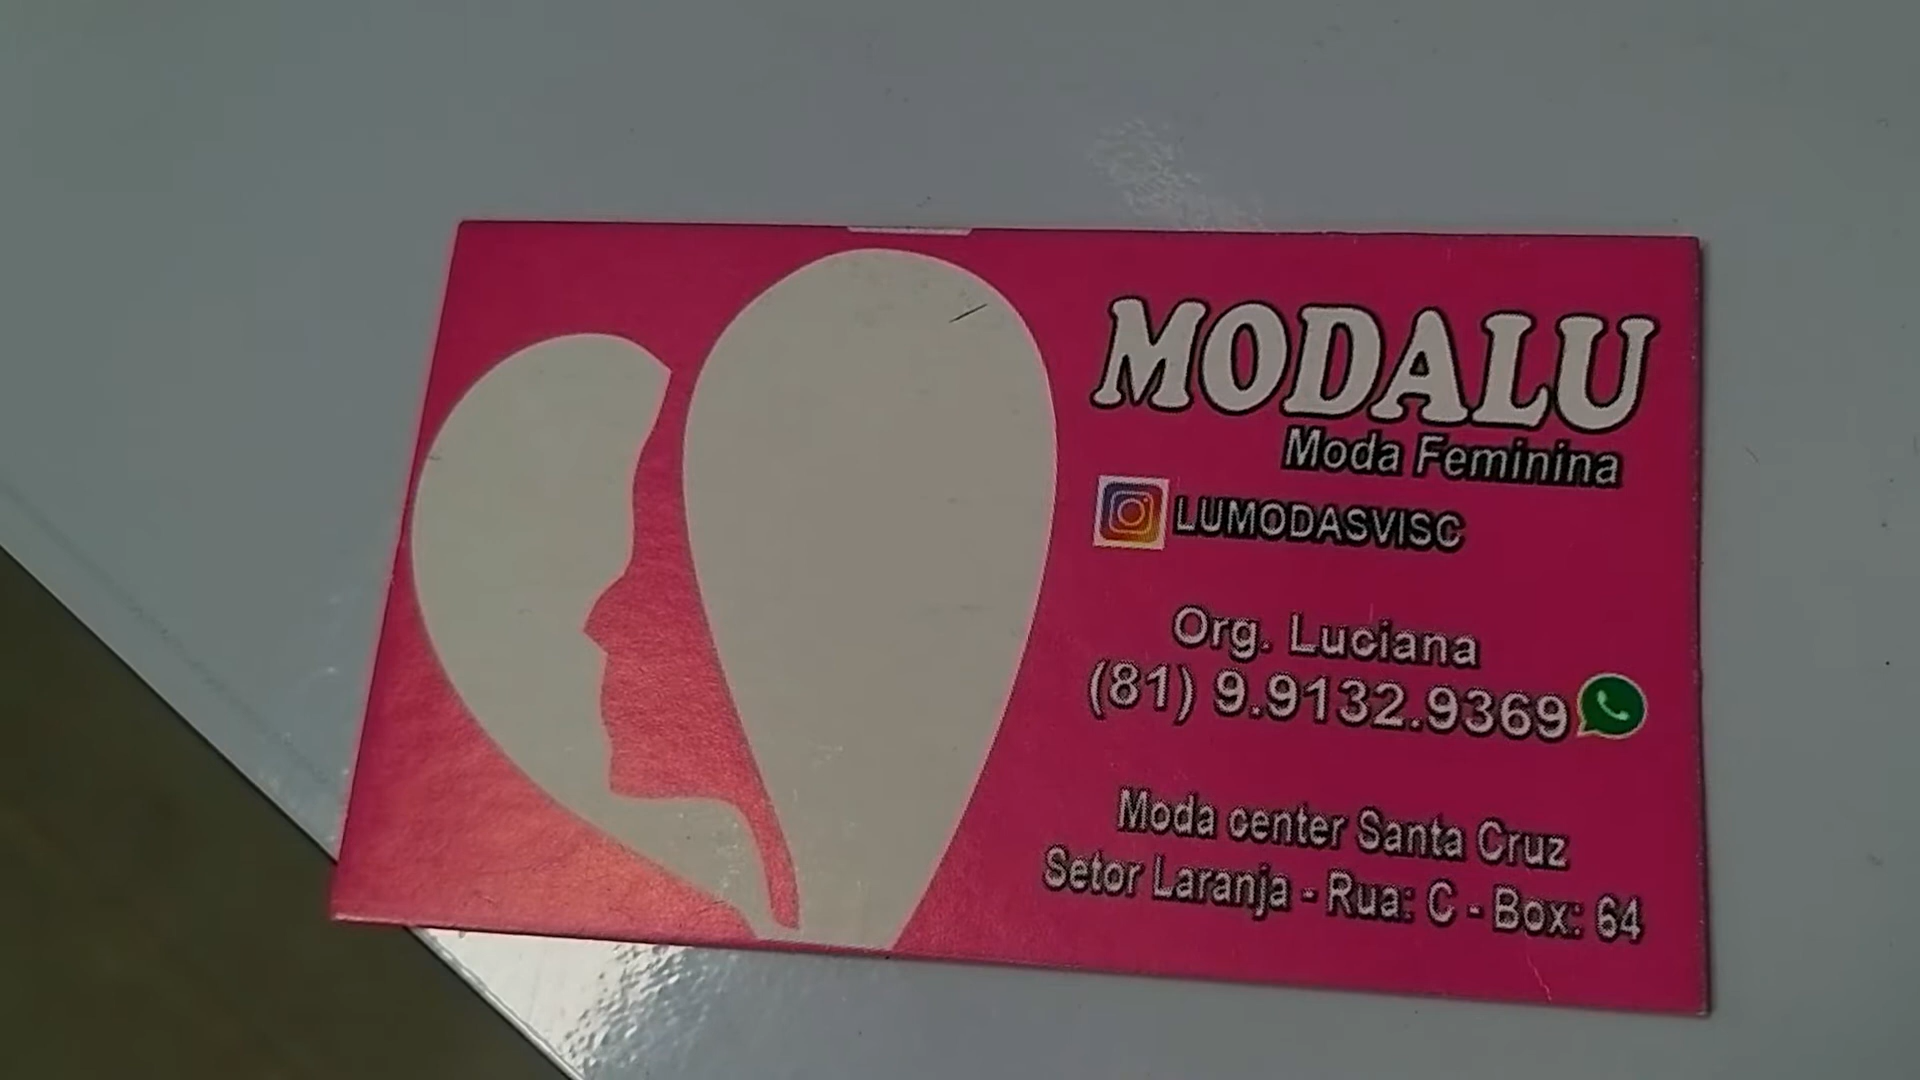 MODALU
Moda Feminina
LUMODASVISC
Org. Luciana
(81) 9.9132.9369
Moda center Santa Cruz
Setor Laranja - Rua: C - Box: 64